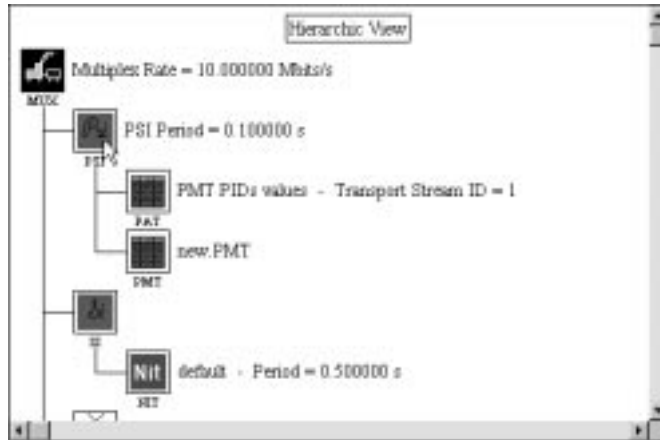 Hierarchic View
Multiplex Rate = 10.000000 Mbits/s
MUX
PSI Period = 0.100000 s
PMT PIDs values - Transport Stream ID = 1
PAT
new.PMT
PMT
SI
Nit
default - Period = 0.500000 s
NIT